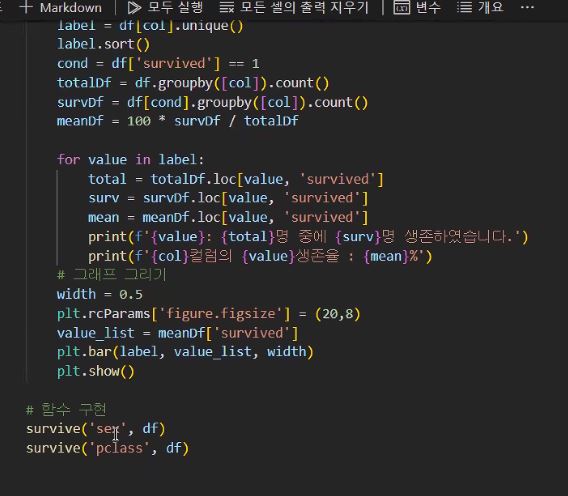 + Markdown | 모두 실행 모든 셀의 출력 지우기 | 변수 개요 ···
label = df[col].unique()
label.sort()
cond = df['survived'] == 1
totalDf = df.groupby([col]).count()
survDf = df[cond].groupby([col]).count()
meanDf = 100 * survDf / totalDf
for value in label:
total = totalDf.loc[value, 'survived']
surv = survDf.loc[value, 'survived']
mean = meanDf.loc[value, 'survived']
print(f'{value}: {total}명 중에 {surv}명 생존하였습니다.')
print(f'{col}컬럼의 {value}생존율 : {mean}%')
# 그래프 그리기
width = 0.5
plt.rcParams['figure.figsize'] = (20,8)
value_list = meanDf['survived']
plt.bar(label, value_list, width)
plt.show()
# 함수 구현
survive('sex', df)
survive('pclass', df)